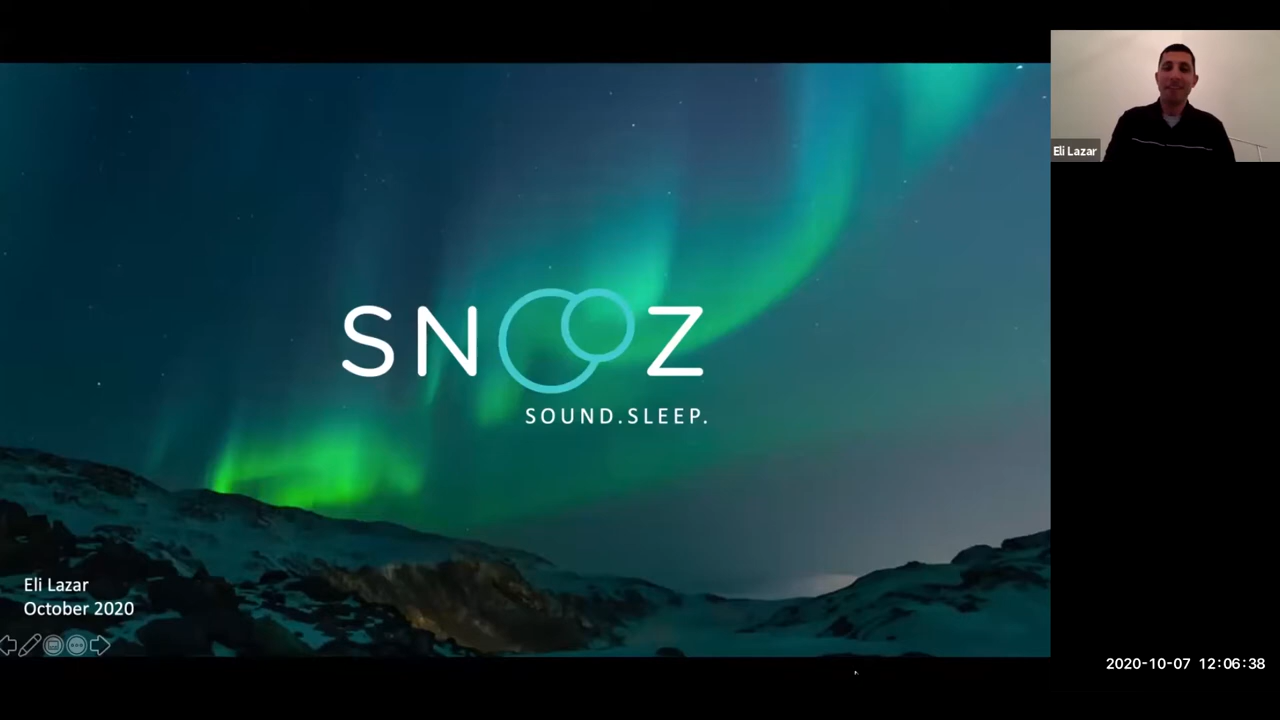 SNOOZ
SOUND.SLEEP.
Eli Lazar
October 2020
Eli Lazar
2020-10-07 12:06:38